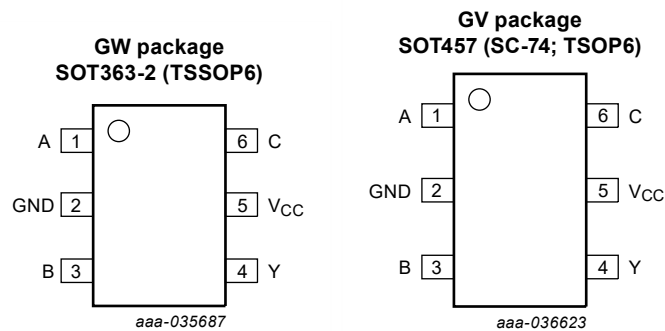 GW package
SOT363-2 (TSSOP6)
A 1
6 C
GND 2
5 VCC
B 3
4 Y
aaa-035687
GV package
SOT457 (SC-74; TSOP6)
A 1
6 C
GND 2
5 VCC
B 3
4 Y
aaa-036623